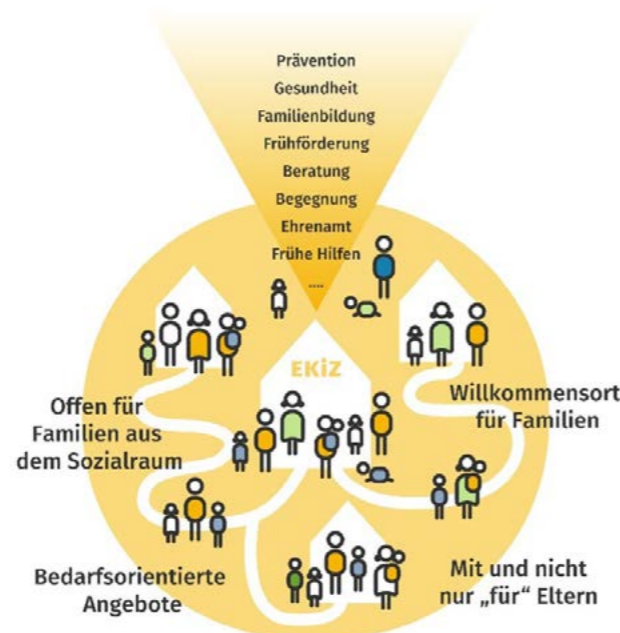 Prävention
Gesundheit
Familienbildung
Frühförderung
Beratung
Begegnung
Ehrenamt
Frühe Hilfen
....
EKiZ
Offen für
Familien aus
dem Sozialraum
Willkommensort
für Familien
Bedarfsorientierte
Angebote
Mit und nicht
nur „für“ Eltern